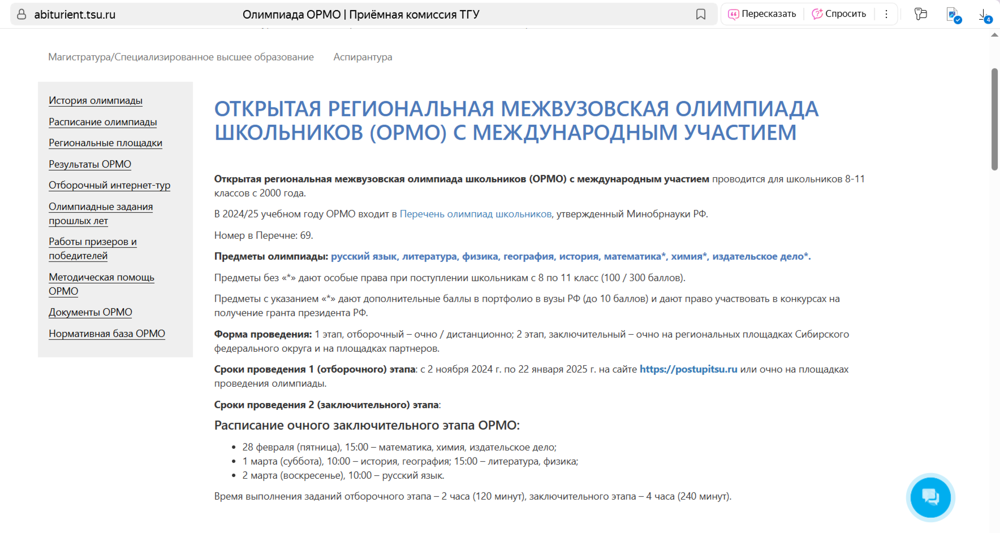 abiturient.tsu.ru
Олимпиада ОРМО | Приёмная комиссия ТГУ
Пересказать
Спросить
4
Магистратура/Специализированное высшее образование
Аспирантура
История олимпиады
Расписание олимпиады
Региональные площадки
Результаты ОРМО
Отборочный интернет-тур
Олимпиадные задания
прошлых лет
Работы призеров и
победителей
Методическая помощь
ОРМО
Документы ОРМО
Нормативная база ОРМО
ОТКРЫТАЯ РЕГИОНАЛЬНАЯ МЕЖВУЗОВСКАЯ ОЛИМПИАДА
ШКОЛЬНИКОВ (ОРМО) С МЕЖДУНАРОДНЫМ УЧАСТИЕМ
Открытая региональная межвузовская олимпиада школьников (ОРМО) с международным участием проводится для школьников 8-11
классов с 2000 года.
В 2024/25 учебном году ОРМО входит в Перечень олимпиад школьников, утвержденный Минобрнауки РФ.
Номер в Перечне: 69.
Предметы олимпиады: русский язык, литература, физика, география, история, математика*, химия*, издательское дело*.
Предметы без «*» дают особые права при поступлении школьникам с 8 по 11 класс (100 / 300 баллов).
Предметы с указанием «*» дают дополнительные баллы в портфолио в вузы РФ (до 10 баллов) и дают право участвовать в конкурсах на
получение гранта президента РФ.
Форма проведения: 1 этап, отборочный – очно / дистанционно; 2 этап, заключительный – очно на региональных площадках Сибирского
федерального округа и на площадках партнеров.
Сроки проведения 1 (отборочного) этапа: с 2 ноября 2024 г. по 22 января 2025 г. на сайте https://postupitsu.ru или очно на площадках
проведения олимпиады.
Сроки проведения 2 (заключительного) этапа:
Расписание очного заключительного этапа ОРМО:
• 28 февраля (пятница), 15:00 – математика, химия, издательское дело;
• 1 марта (суббота), 10:00 – история, география; 15:00 – литература, физика;
• 2 марта (воскресенье), 10:00 – русский язык.
Время выполнения заданий отборочного этапа – 2 часа (120 минут), заключительного этапа – 4 часа (240 минут).